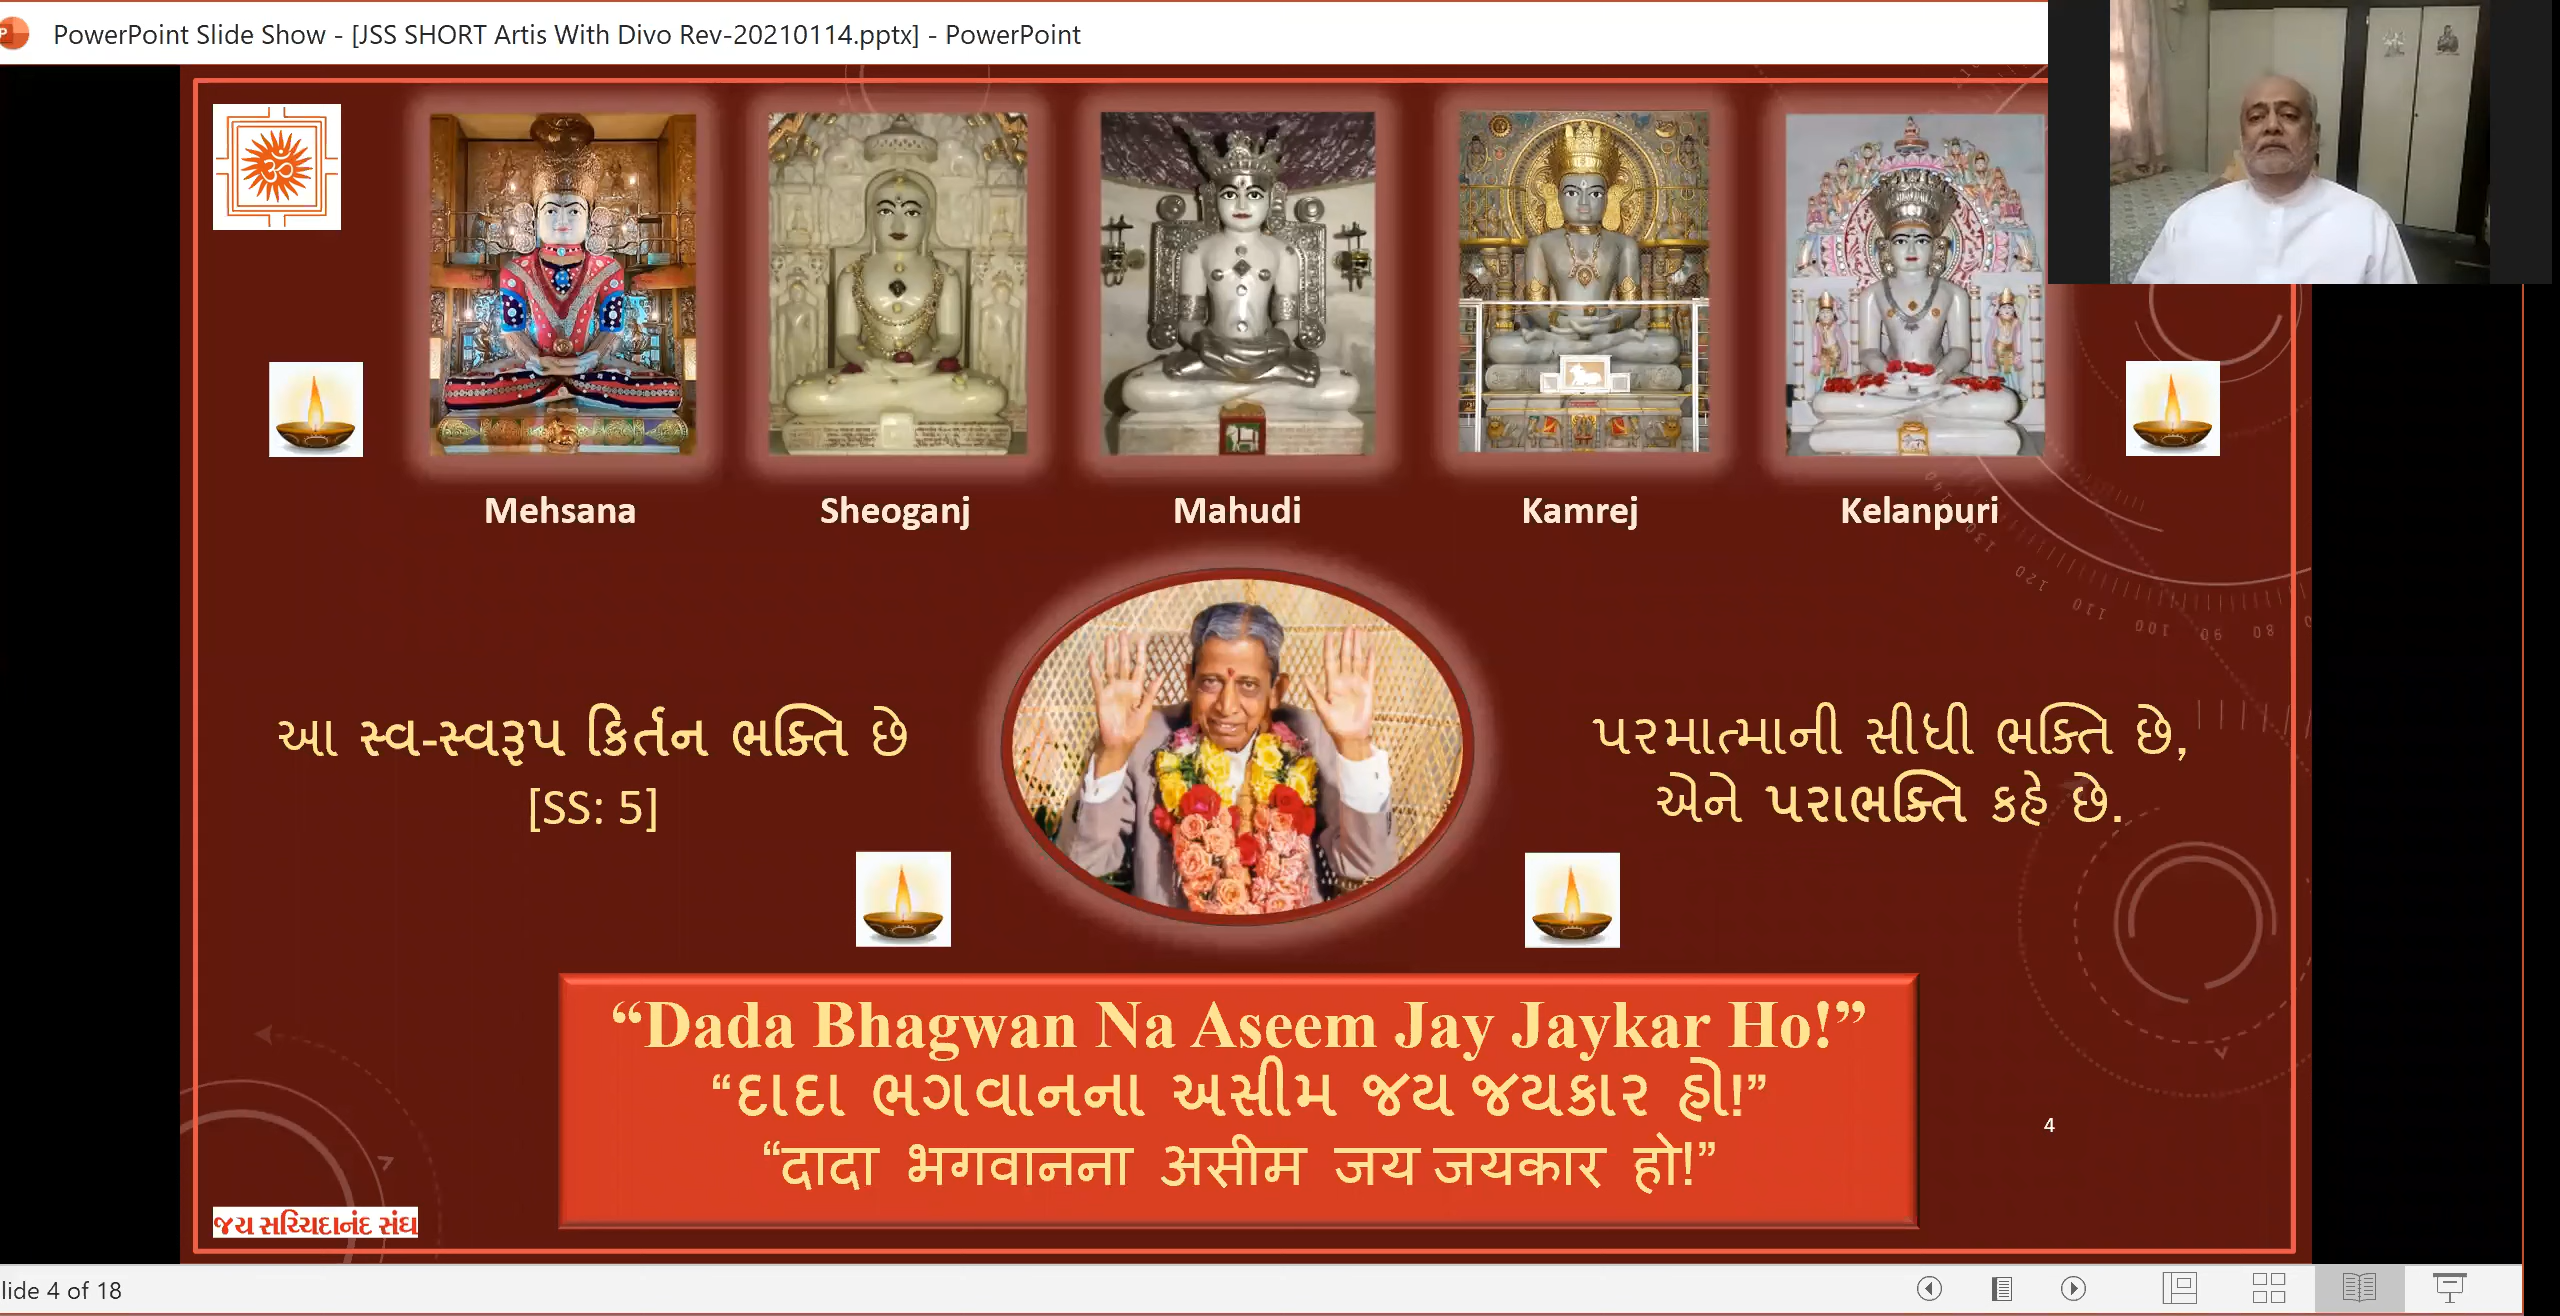 PowerPoint Slide Show - [JSS SHORT Artis With Divo Rev-20210114.pptx] - PowerPoint
Mehsana
Sheoganj
Mahudi
Kamrej
Kelanpuri
આ સ્વ-સ્વરૂપ કિર્તન ભક્તિ છે
[SS: 5]
પરમાત્માની સીધી ભક્તિ છે,
એને પરાભક્તિ કહે છે.
“Dada Bhagwan Na Aseem Jay Jaykar Ho!”
“દાદા ભગવાનના અસીમ જય જયકાર હો!”
“दादा भगवानना असीम जय जयकार हो!”
4
જય સચ્ચિદાનંદ સંઘ
lide 4 of 18